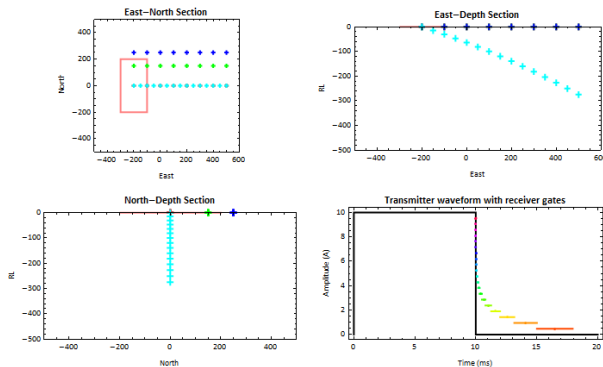 East−North Section
400
200
0
−200
−400
North
−400 −200 0 200 400 600
East
East−Depth Section
0
−100
−200
−300
−400
−500
RL
−400 −200 0 200 400 600
East
North−Depth Section
0
−100
−200
−300
−400
−500
RL
−400 −200 0 200 400
North
Transmitter waveform with receiver gates
10
8
6
4
2
0
Amplitude (A)
0 5 10 15 20
Time (ms)